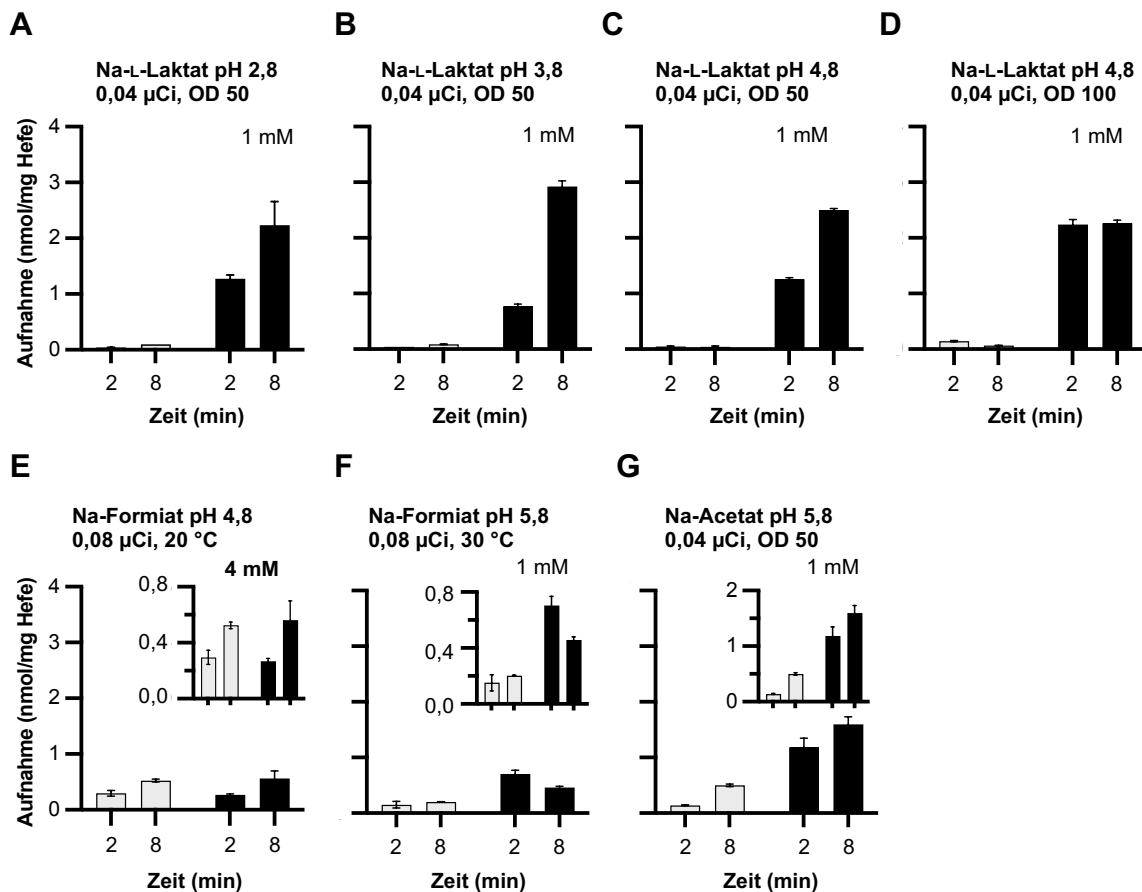 A
B
C
D
Na-L-Laktat pH 2,8
0,04 µCi, OD 50
Na-L-Laktat pH 3,8
0,04 µCi, OD 50
Na-L-Laktat pH 4,8
0,04 µCi, OD 50
Na-L-Laktat pH 4,8
0,04 µCi, OD 100
Aufnahme (nmol/mg Hefe)
4
3
2
1
0
1 mM
1 mM
1 mM
1 mM
2 8 2 8
2 8 2 8
2 8 2 8
2 8 2 8
Zeit (min)
Zeit (min)
Zeit (min)
Zeit (min)
E
F
G
Na-Formiat pH 4,8
0,08 µCi, 20 °C
Na-Formiat pH 5,8
0,08 µCi, 30 °C
Na-Acetat pH 5,8
0,04 µCi, OD 50
Aufnahme (nmol/mg Hefe)
4
3
2
1
0
4 mM
0,8
0,4
0,0
1 mM
0,8
0,4
0,0
1 mM
2
1
0
2 8 2 8
2 8 2 8
2 8 2 8
Zeit (min)
Zeit (min)
Zeit (min)